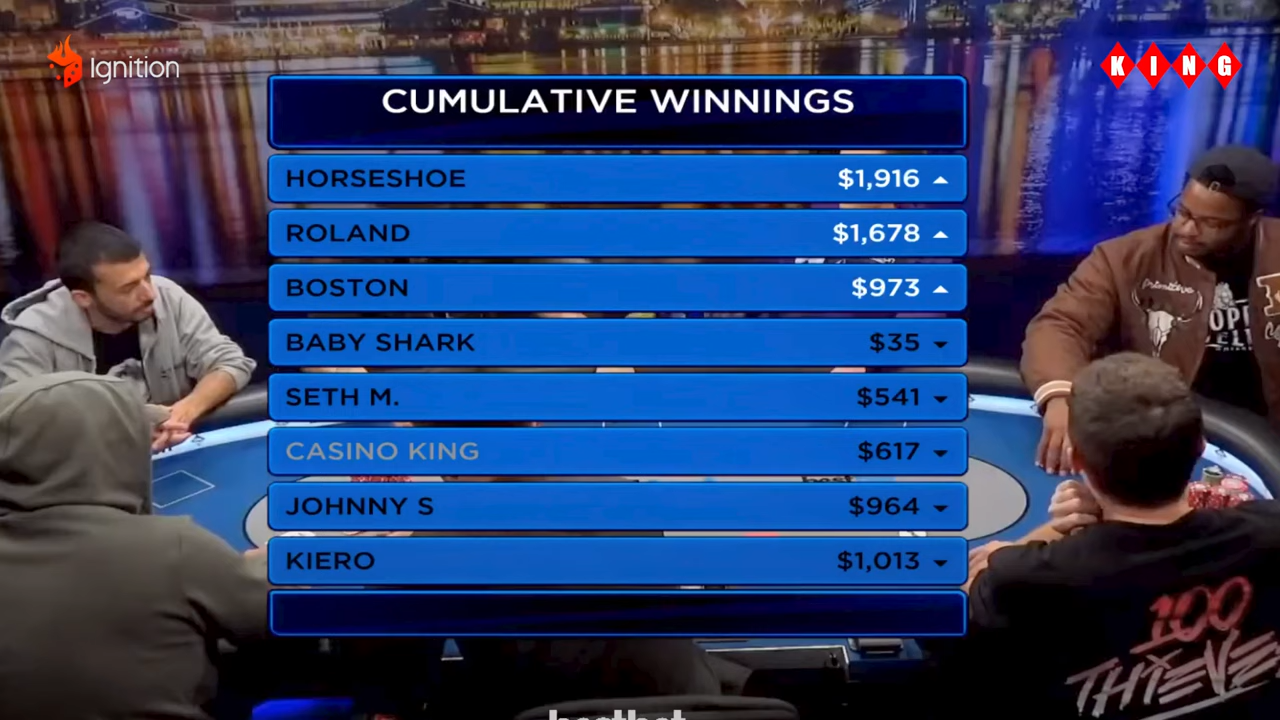 Ignition
KING
CUMULATIVE WINNINGS
HORSESHOE $1,916
ROLAND $1,678
BOSTON $973
BABY SHARK $35
SETH M. $541
CASINO KING $617
JOHNNY S $964
KIERO $1,013
Primitive
100
THIEVES